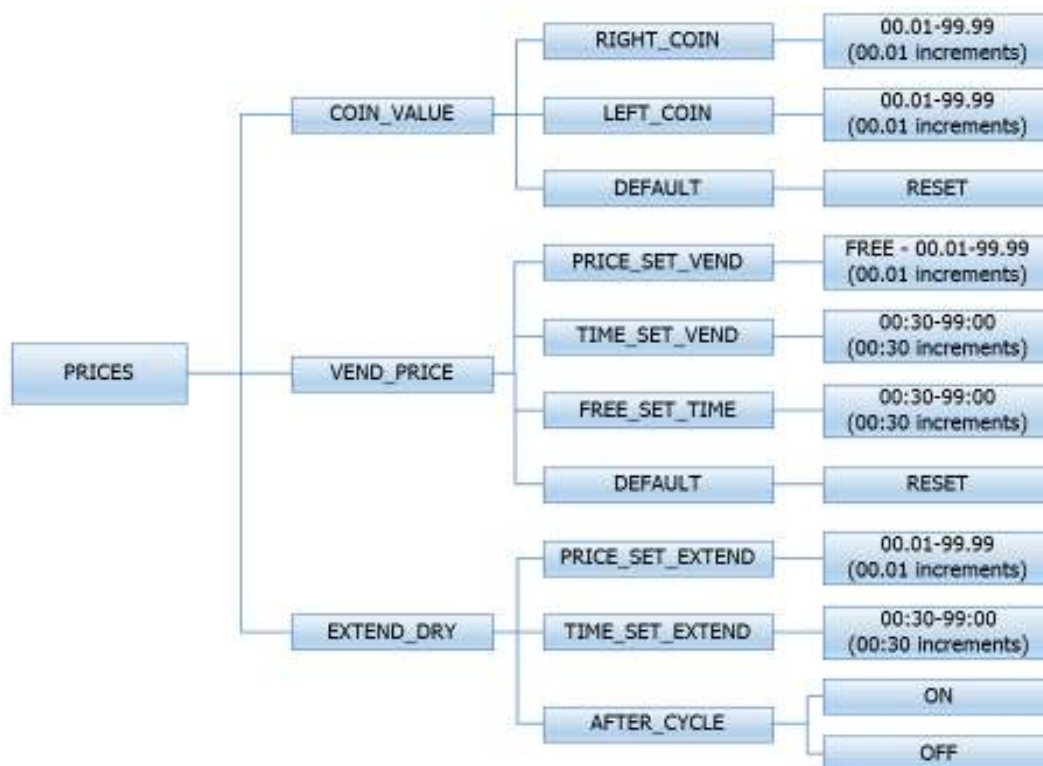 PRICES
COIN_VALUE
RIGHT_COIN
00.01-99.99
(00.01 increments)
LEFT_COIN
00.01-99.99
(00.01 increments)
DEFAULT
RESET
VEND_PRICE
PRICE_SET_VEND
FREE - 00.01-99.99
(00.01 increments)
TIME_SET_VEND
00:30-99:00
(00:30 increments)
FREE_SET_TIME
00:30-99:00
(00:30 increments)
DEFAULT
RESET
EXTEND_DRY
PRICE_SET_EXTEND
00.01-99.99
(00.01 increments)
TIME_SET_EXTEND
00:30-99:00
(00:30 increments)
AFTER_CYCLE
ON
OFF